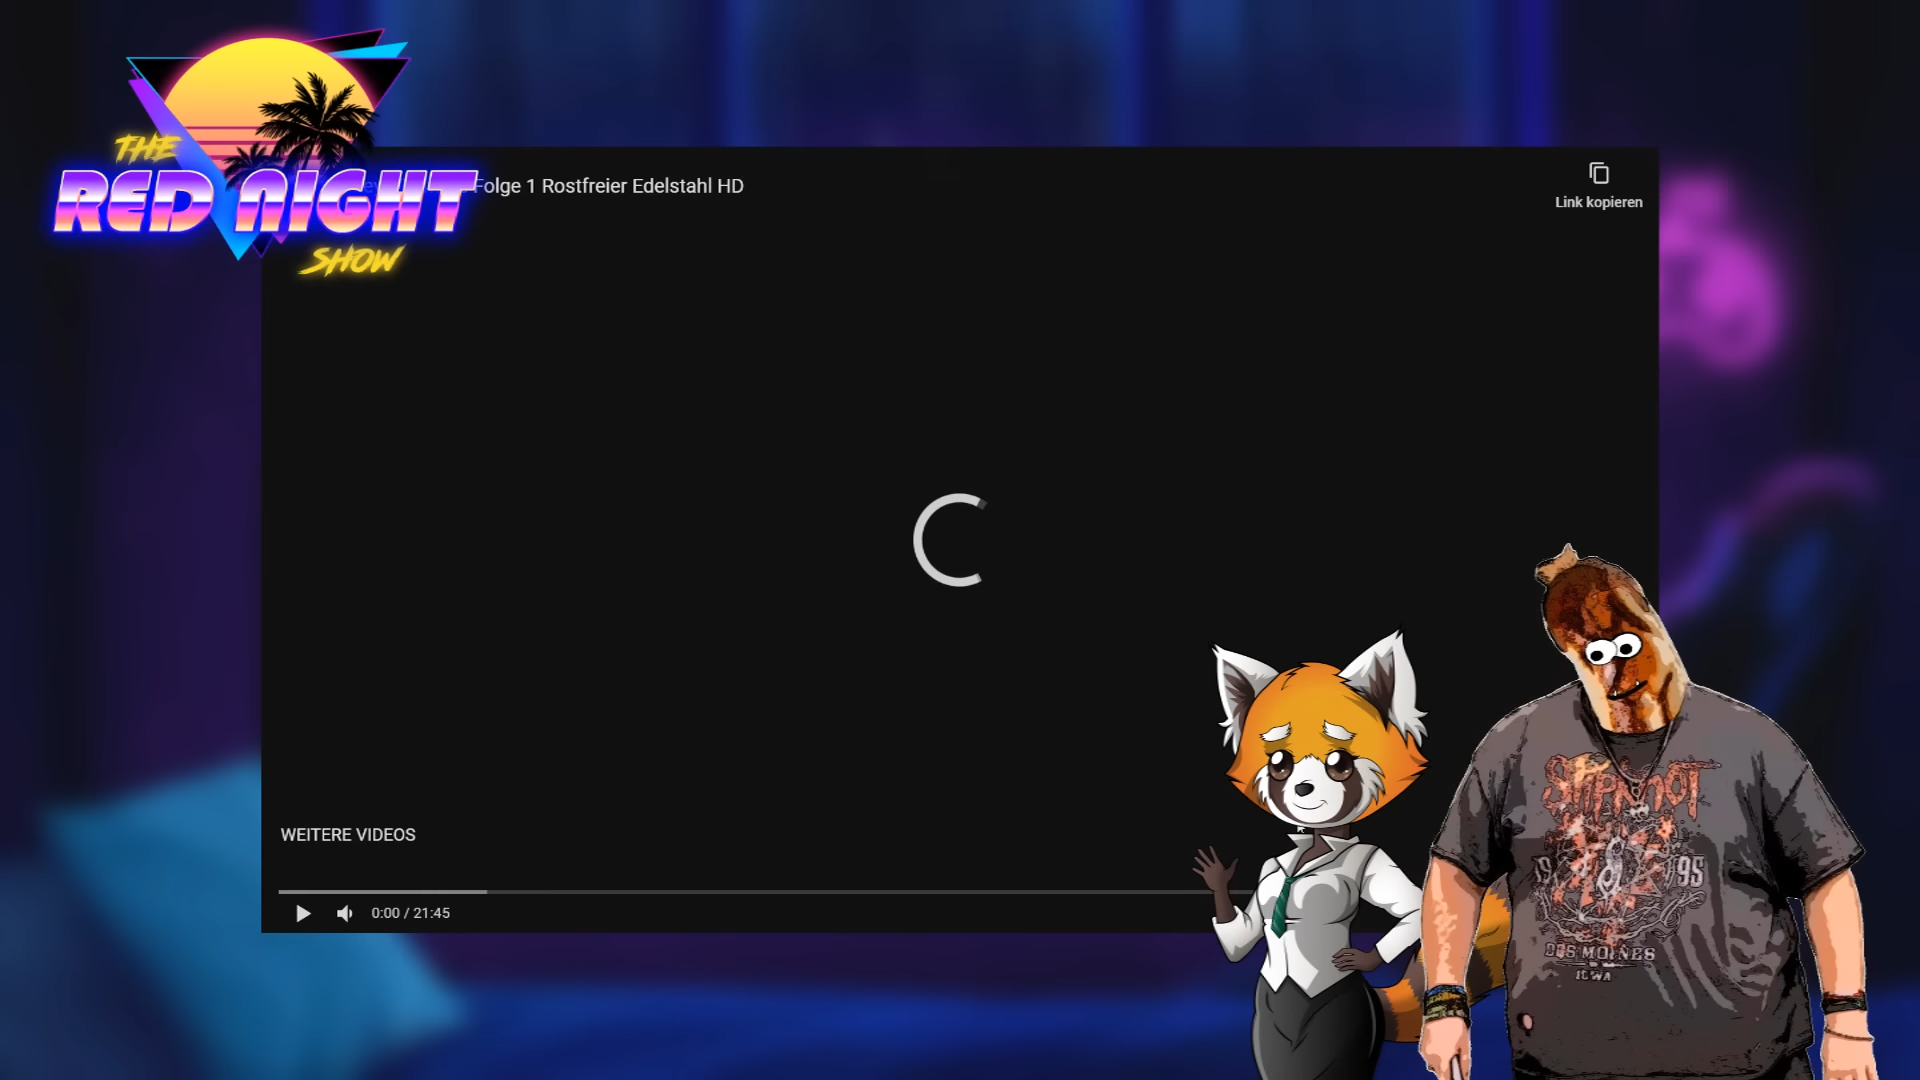 THE
RED NIGHT
SHOW
Folge 1 Rostfreier Edelstahl HD
Link kopieren
WEITERE VIDEOS
0:00 / 21:45
SLIPKNOT
19 95
DES MOINES
IOWA